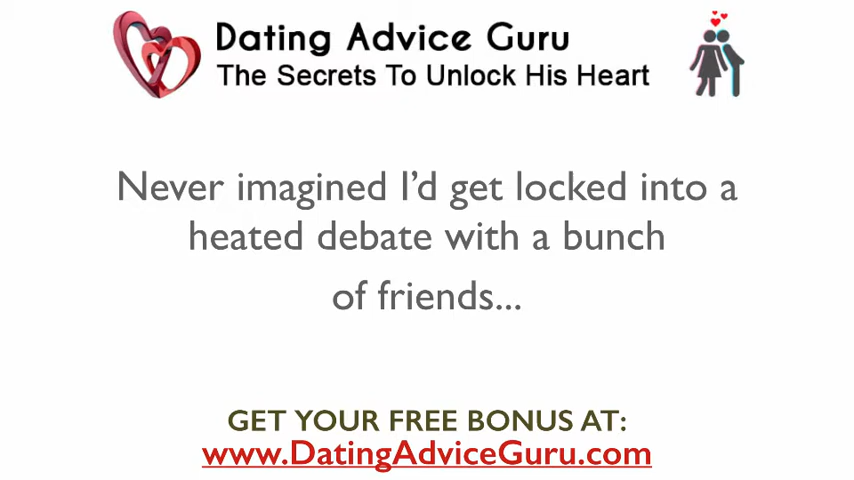 Dating Advice Guru
The Secrets To Unlock His Heart
Never imagined I’d get locked into a
heated debate with a bunch
of friends...
GET YOUR FREE BONUS AT:
www.DatingAdviceGuru.com